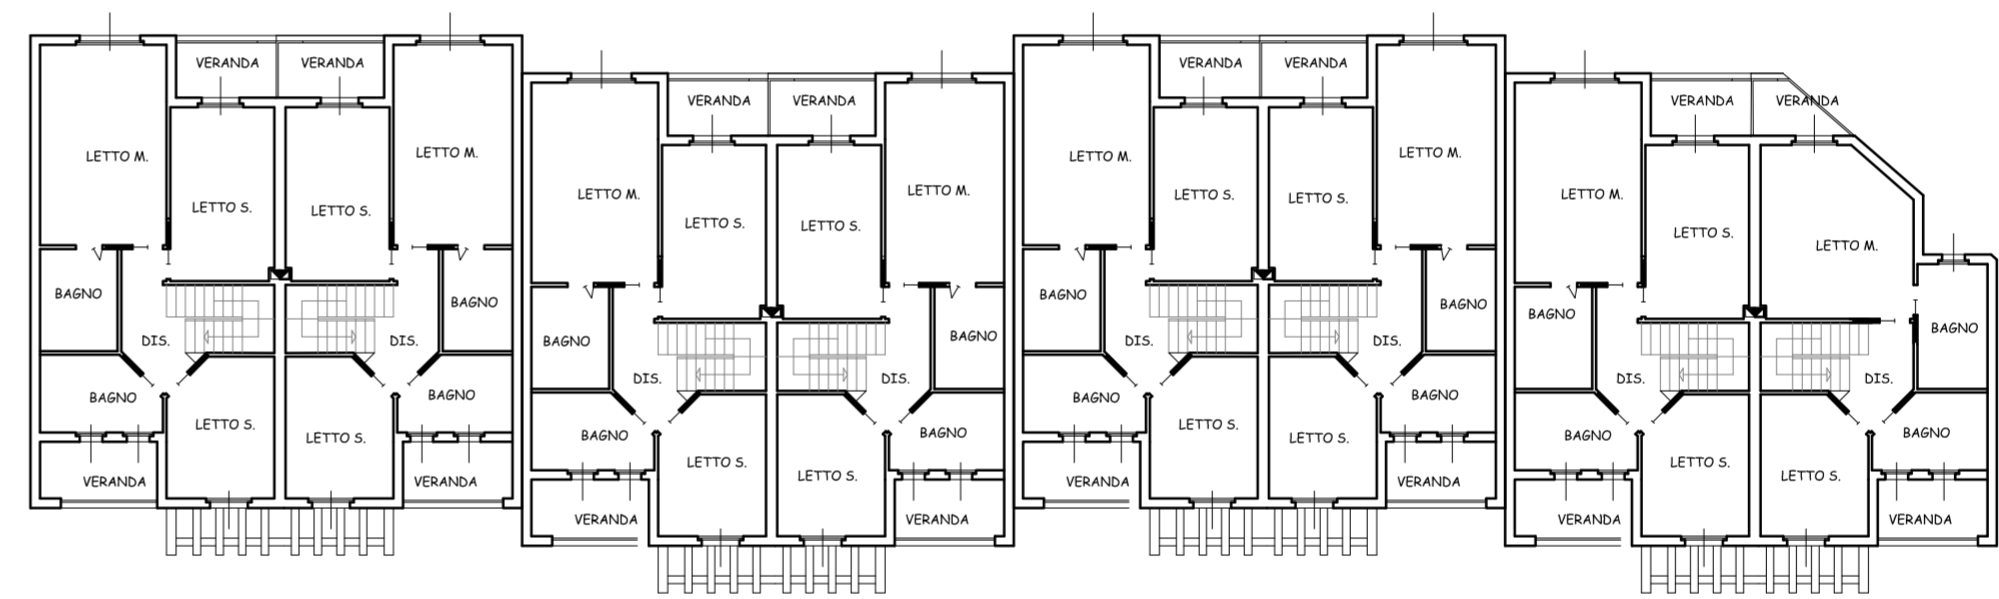 VERANDA VERANDA
LETTO M. LETTO M.
LETTO S. LETTO S.
BAGNO BAGNO
DIS. DIS.
BAGNO BAGNO
LETTO S. LETTO S.
VERANDA VERANDA
VERANDA VERANDA
LETTO M. LETTO M.
LETTO S. LETTO S.
BAGNO BAGNO
DIS. DIS.
BAGNO BAGNO
LETTO S. LETTO S.
VERANDA VERANDA
VERANDA VERANDA
LETTO M. LETTO M.
LETTO S. LETTO S.
BAGNO BAGNO
DIS. DIS.
BAGNO BAGNO
LETTO S. LETTO S.
VERANDA VERANDA
VERANDA VERANDA
LETTO M.
LETTO S. LETTO M.
BAGNO BAGNO
DIS. DIS.
BAGNO BAGNO
LETTO S. LETTO S.
VERANDA VERANDA